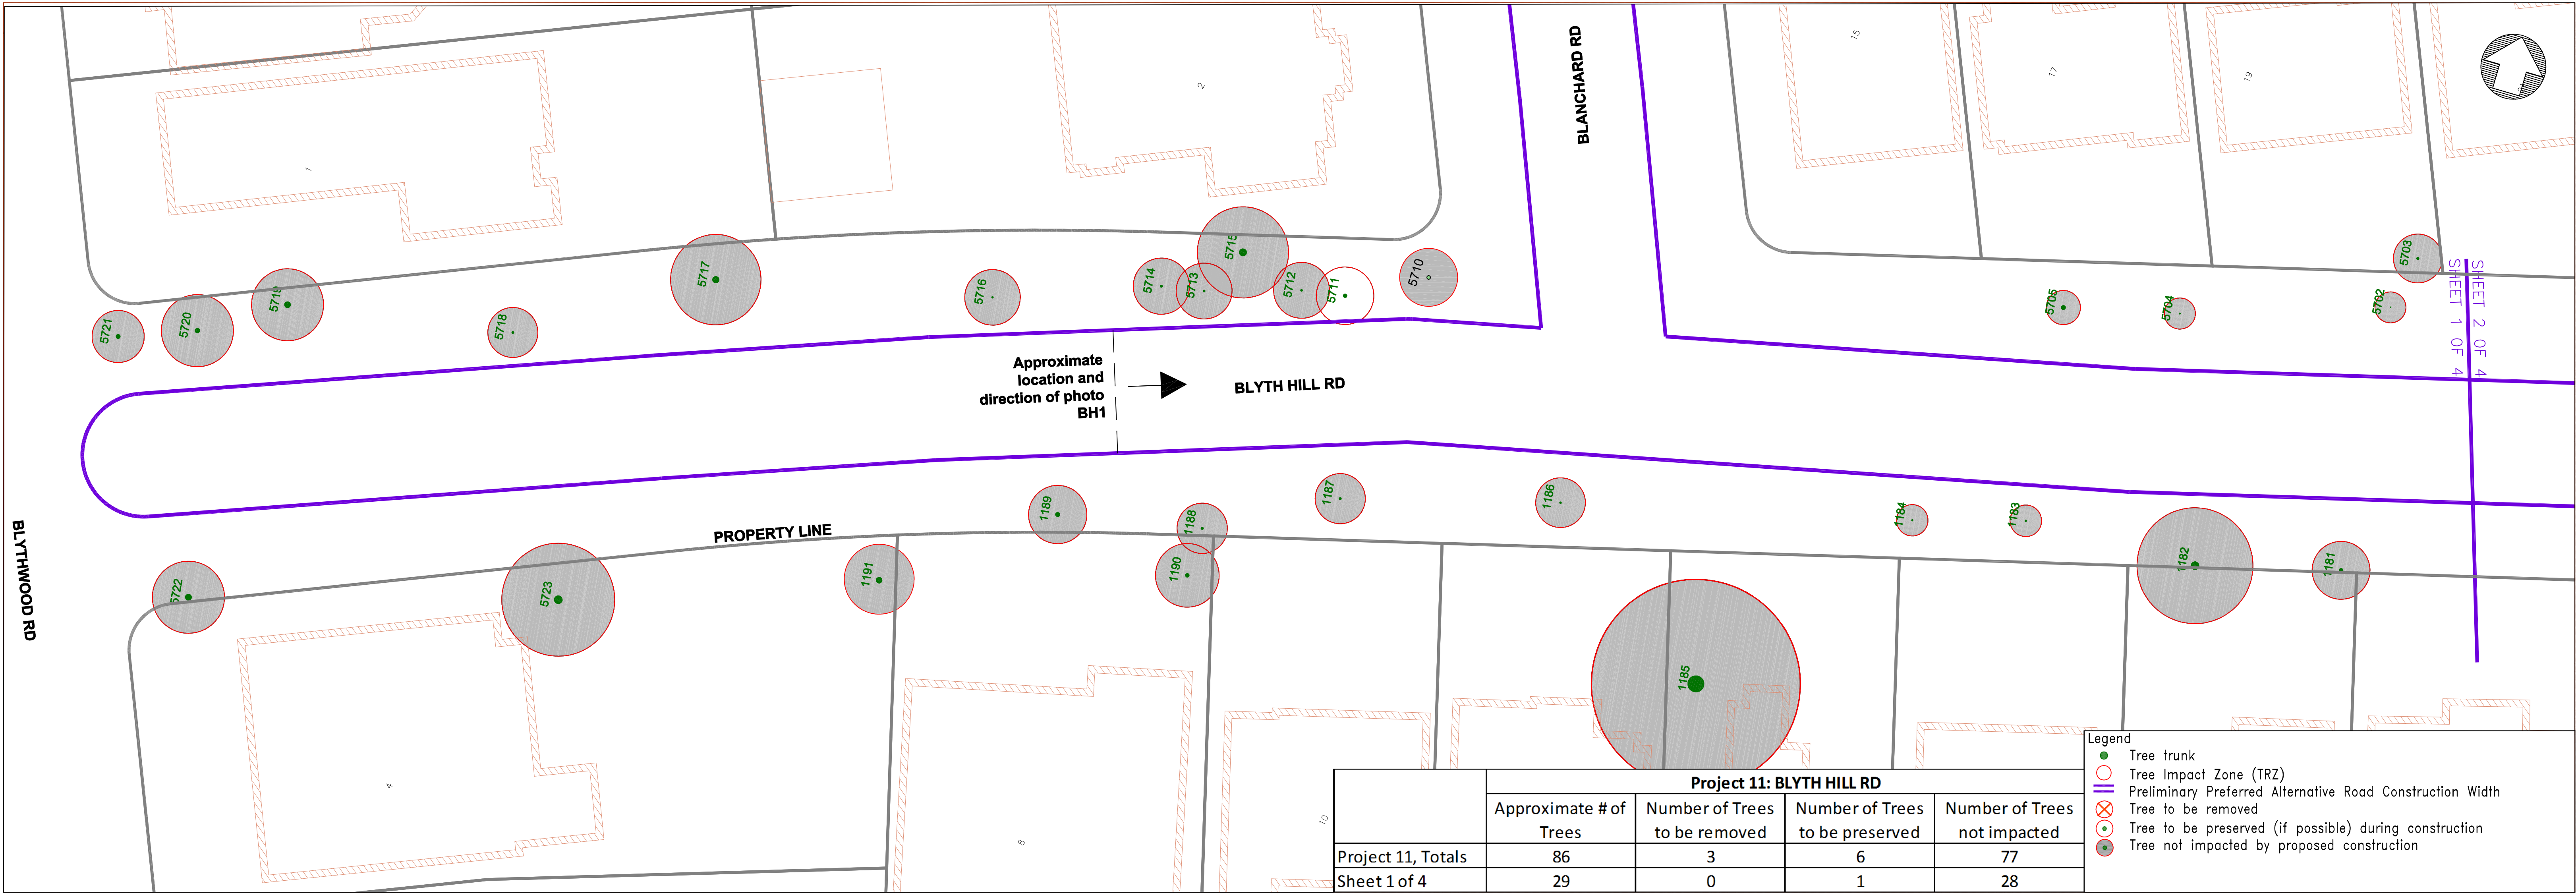 BLANCHARD RD
1
2
15
17
19
5721
5720
5719
5718
5717
5716
5714
5713
5715
5712
5711
5710
5705
5704
5702
5703
SHEET 2 OF 4
SHEET 1 OF 4
Approximate
location and
direction of photo
BH1
BLYTH HILL RD
BLYTHWOOD RD
PROPERTY LINE
5722
5723
1191
1189
1188
1190
1187
1186
1185
1184
1183
1182
1181
4
8
10
Project 11: BLYTH HILL RD
Approximate # of Trees
Number of Trees to be removed
Number of Trees to be preserved
Number of Trees not impacted
Project 11, Totals 86 3 6 77
Sheet 1 of 4 29 0 1 28
Legend
Tree trunk
Tree Impact Zone (TRZ)
Preliminary Preferred Alternative Road Construction Width
Tree to be removed
Tree to be preserved (if possible) during construction
Tree not impacted by proposed construction